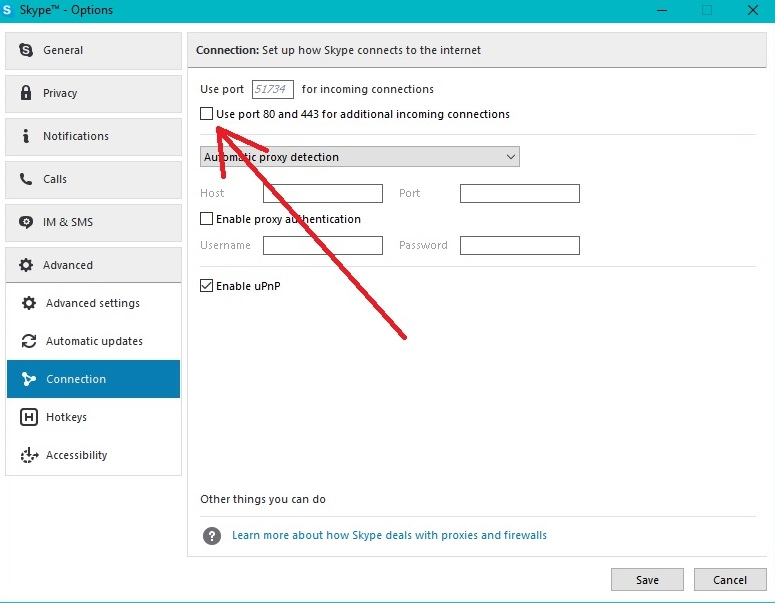 Skype™ - Options
General
Privacy
Notifications
Calls
IM & SMS
Advanced
Advanced settings
Automatic updates
Connection
Hotkeys
Accessibility
Connection: Set up how Skype connects to the internet
Use port 51734 for incoming connections
Use port 80 and 443 for additional incoming connections
Automatic proxy detection
Host Port
Enable proxy authentication
Username Password
Enable uPnP
Other things you can do
Learn more about how Skype deals with proxies and firewalls
Save Cancel